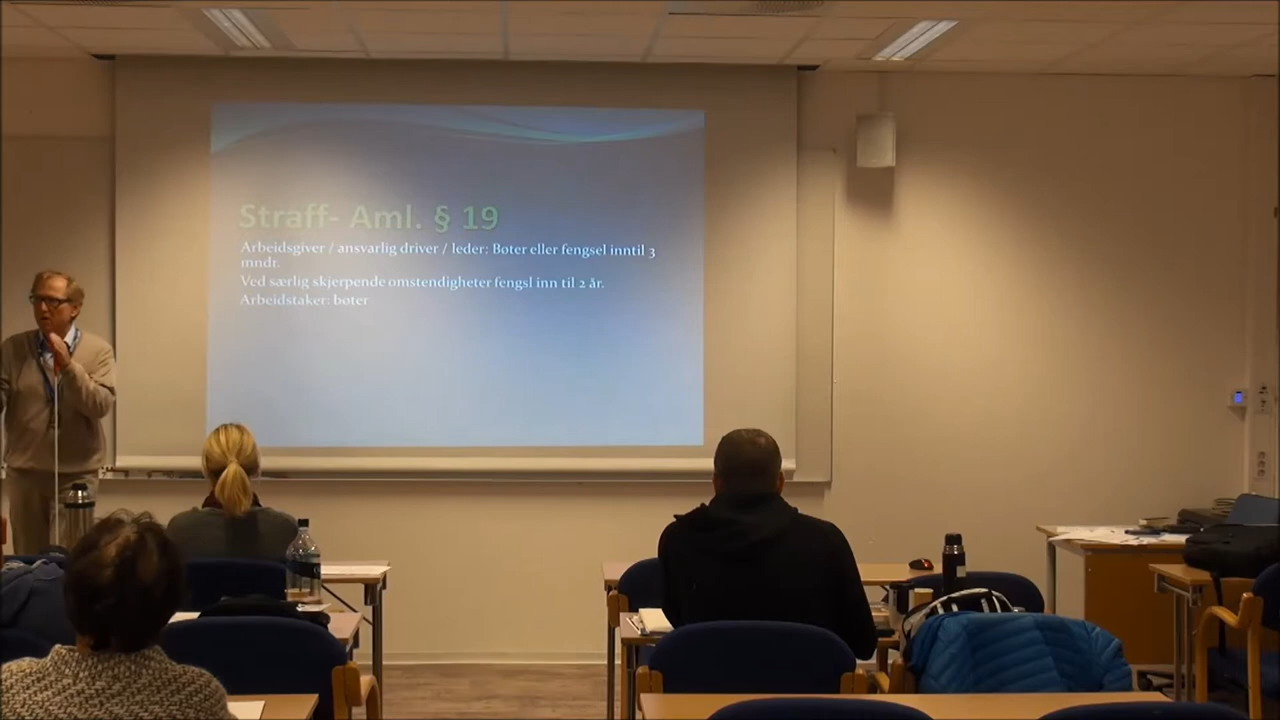 Straff- Aml. § 19
Arbeidsgiver / ansvarlig driver / leder: Bøter eller fengsel inntil 3
mndr.
Ved særlig skjerpende omstendigheter fengsl inn til 2 år.
Arbeidstaker: bøter